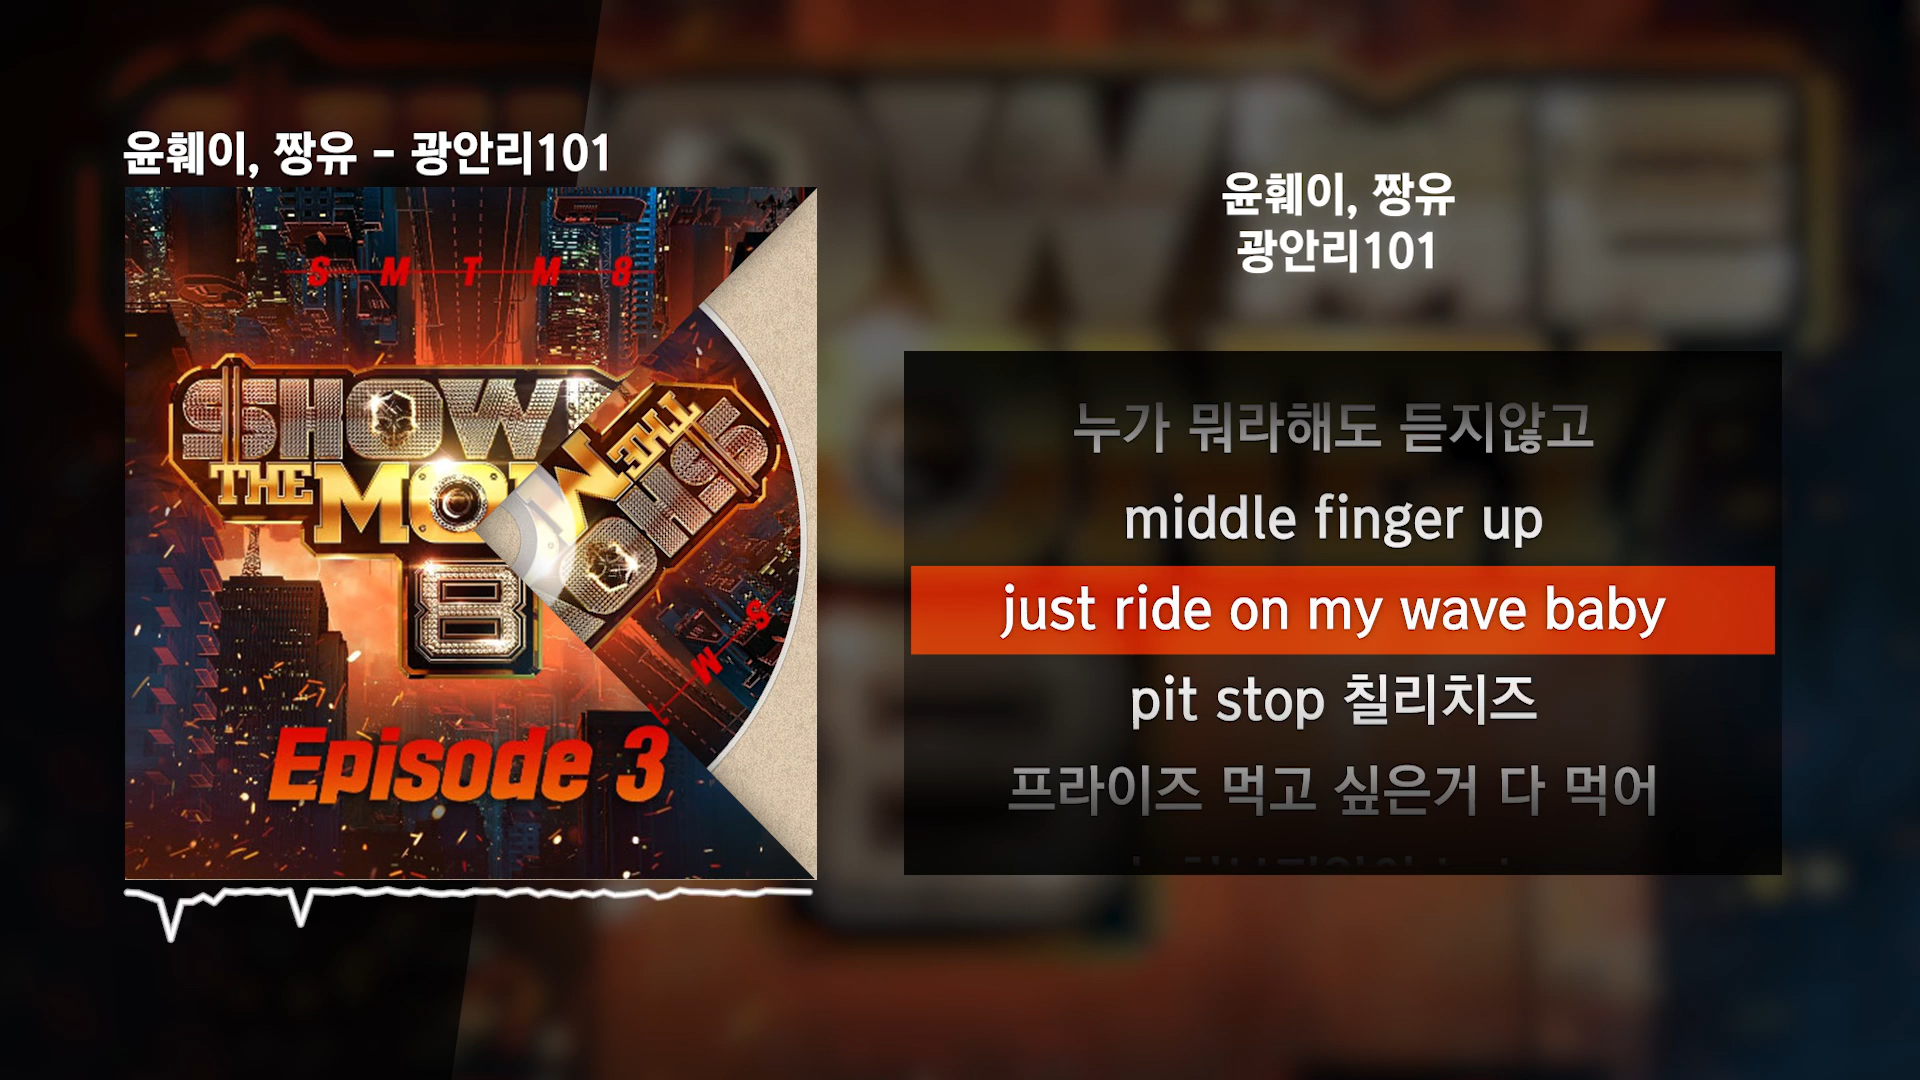 윤훼이, 짱유 - 광안리101
S M T M 8
SHOW
THE MON
8
Episode 3
윤훼이, 짱유
광안리101
누가 뭐라해도 듣지않고
middle finger up
just ride on my wave baby
pit stop 칠리치즈
프라이즈 먹고 싶은거 다 먹어